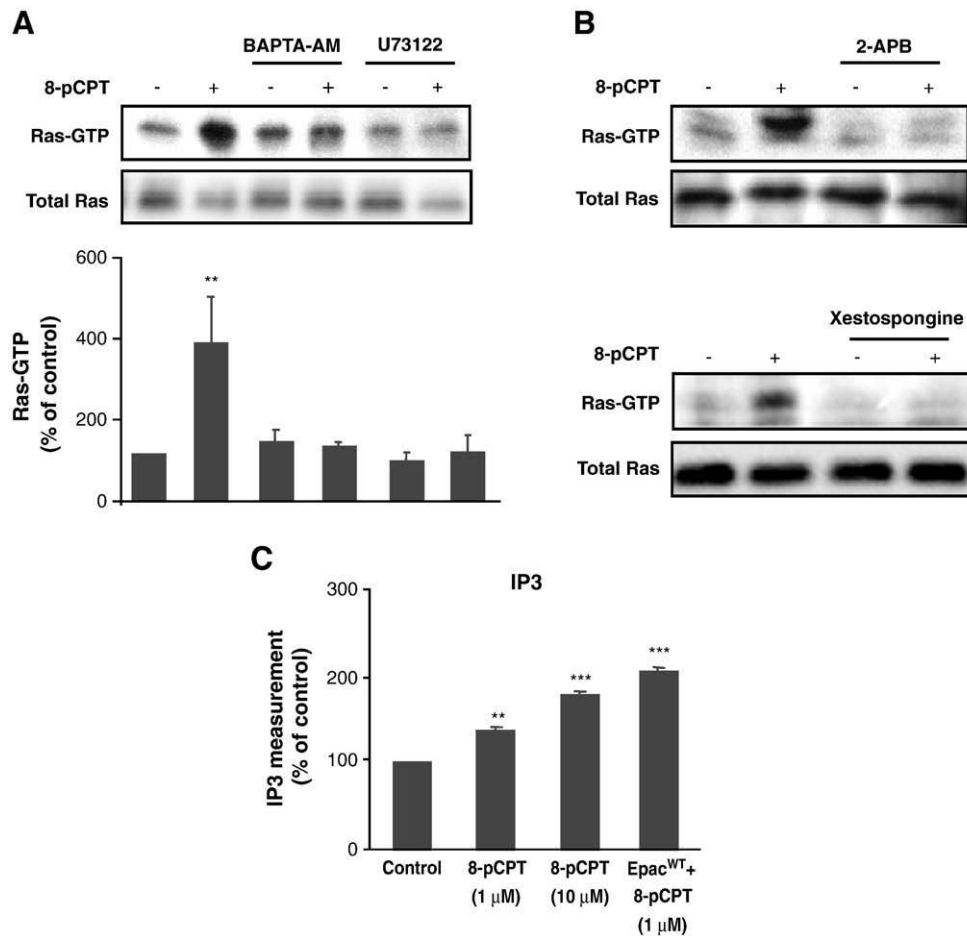 A
BAPTA-AM U73122
8-pCPT - + - + - +
Ras-GTP
Total Ras
600
400
200
0
Ras-GTP
(% of control)
**
B
2-APB
8-pCPT - + - +
Ras-GTP
Total Ras
Xestospongine
8-pCPT - + - +
Ras-GTP
Total Ras
C
IP3
300
200
100
0
IP3 measurement
(% of control)
** *** ***
Control 8-pCPT 8-pCPT Epac^WT+
(1 µM) (10 µM) 8-pCPT
(1 µM)